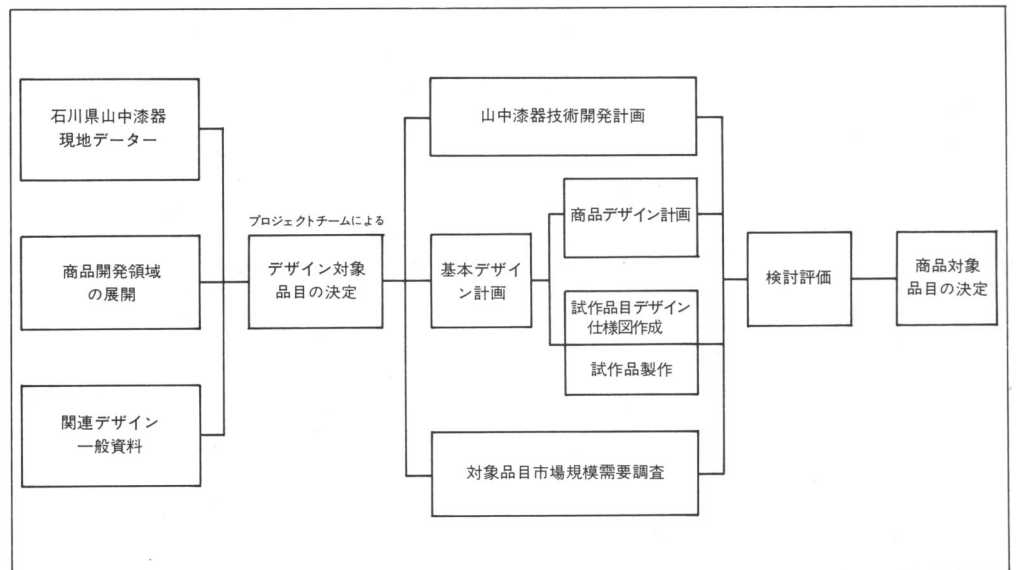 石川県山中漆器
現地データー
商品開発領域
の展開
関連デザイン
一般資料
プロジェクトチームによる
デザイン対象
品目の決定
山中漆器技術開発計画
基本デザイ
ン計画
商品デザイン計画
試作品目デザイン
仕様図作成
試作品製作
対象品目市場規模需要調査
検討評価
商品対象
品目の決定